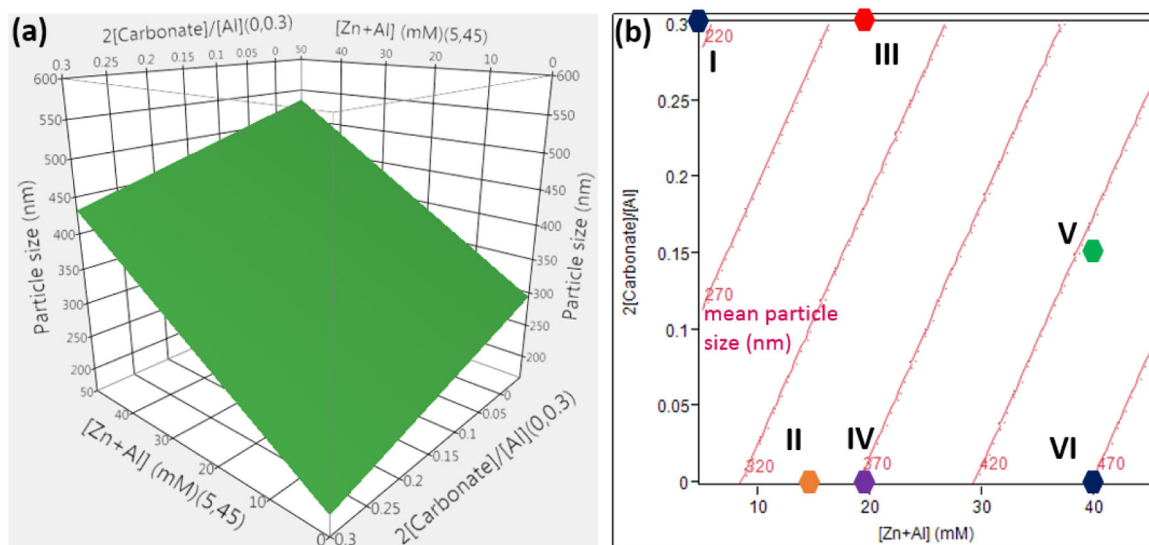 (a)
2[Carbonate]/[Al](0,0.3)
[Zn+Al] (mM)(5,45)
0.3 0.25 0.2 0.15 0.1 0.05 0 50 40 30 20 10 0
600
550
500
450
400
350
300
250
200
Particle size (nm)
600
550
500
450
400
350
300
250
200
Particle size (nm)
50
40
30
20
10
0
[Zn+Al] (mM)(5,45)
0
0.05
0.1
0.15
0.2
0.25
0.3
2[Carbonate]/[Al](0,0.3)
(b)
0.3
0.25
0.2
0.15
0.1
0.05
0
2[Carbonate]/[Al]
220
I
III
V
270
mean particle
size (nm)
II
IV
VI
320
370
420
470
10 20 30 40
[Zn+Al] (mM)